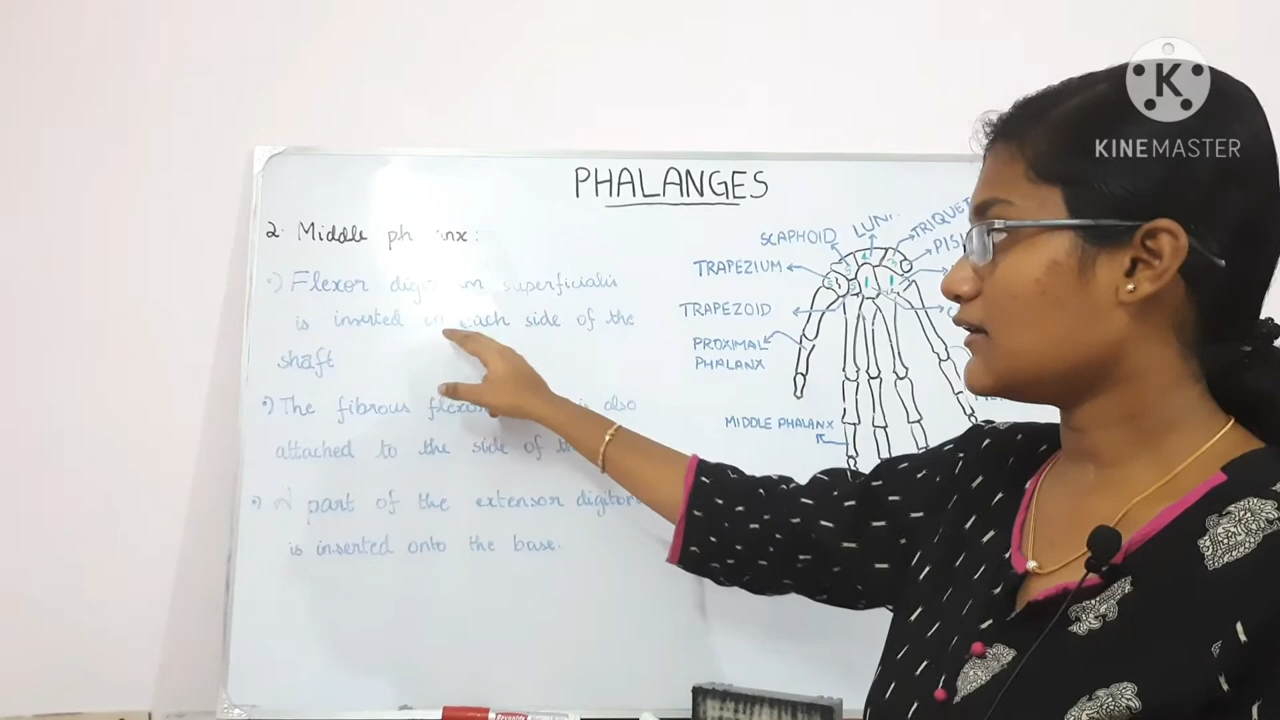 PHALANGES
2. Middle
Flexor superficialis
is inserted each side of the
shaft
The fibrous also
attached to the side of
A part of the extensor
is inserted onto the base.
SCAPHOID
TRAPEZIUM
TRAPEZOID
PROXIMAL
PHALANX
MIDDLE PHALANX
K
KINEMASTER
Reynolds